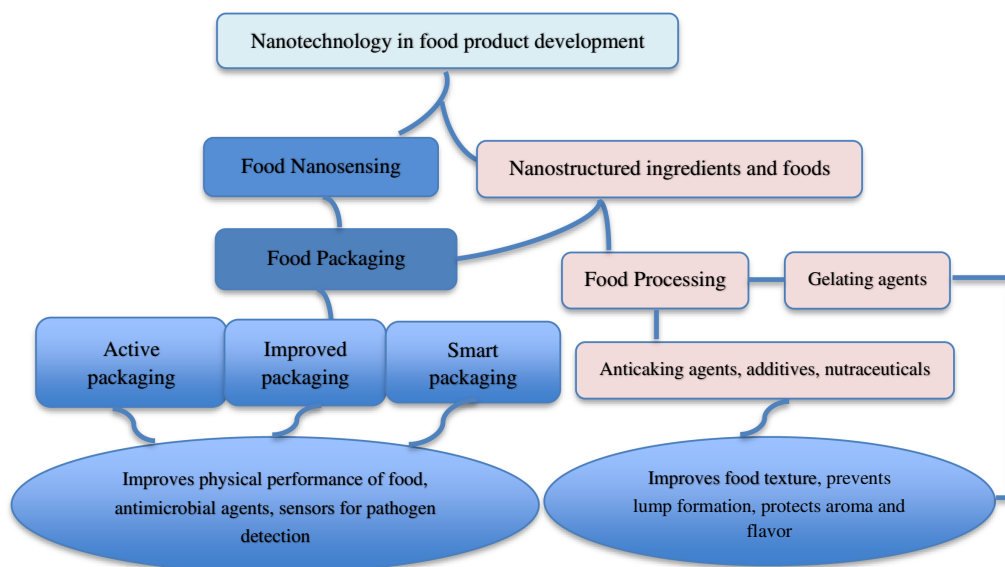 Nanotechnology in food product development
Food Nanosensing
Nanostructured ingredients and foods
Food Packaging
Food Processing
Gelating agents
Active
packaging
Improved
packaging
Smart
packaging
Anticaking agents, additives, nutraceuticals
Improves physical performance of food,
antimicrobial agents, sensors for pathogen
detection
Improves food texture, prevents
lump formation, protects aroma and
flavor